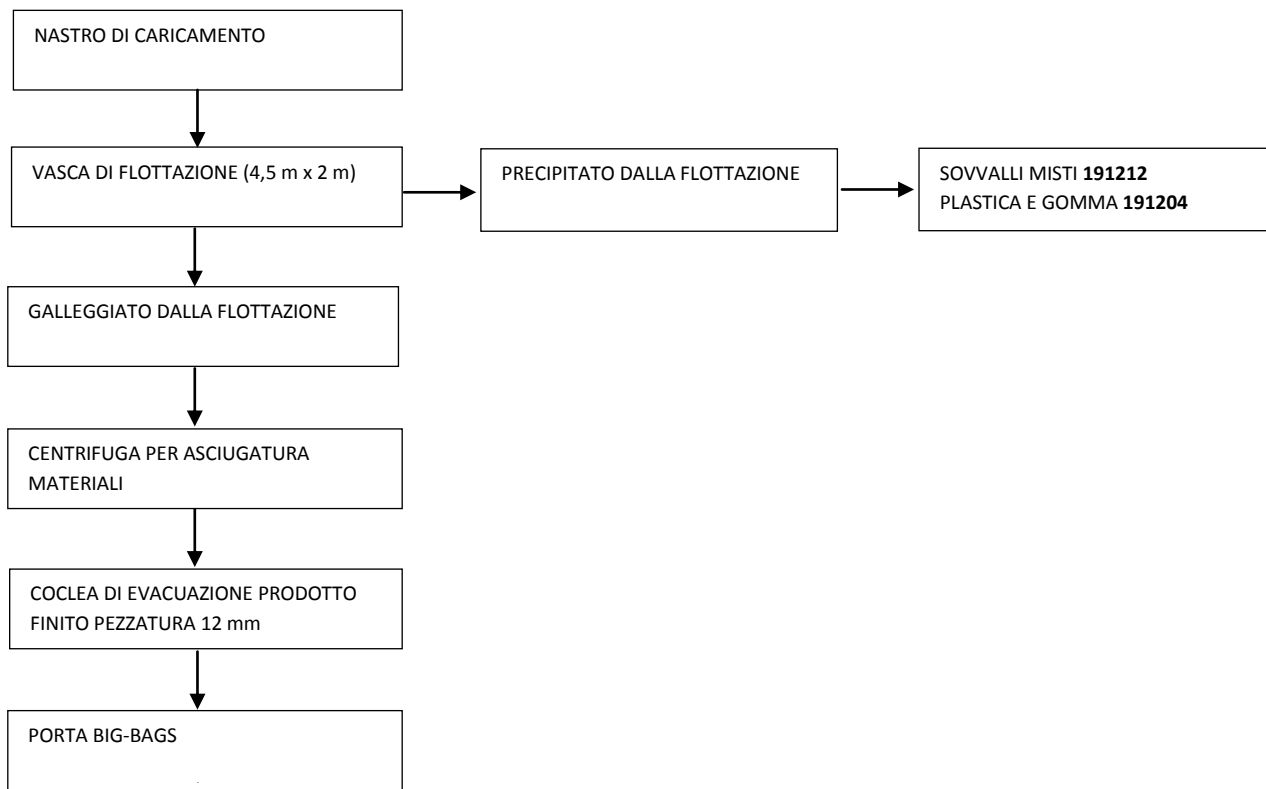 NASTRO DI CARICAMENTO
VASCA DI FLOTTAZIONE (4,5 m x 2 m)
PRECIPITATO DALLA FLOTTAZIONE
SOVVALLI MISTI 191212
PLASTICA E GOMMA 191204
GALLEGGIATO DALLA FLOTTAZIONE
CENTRIFUGA PER ASCIUGATURA
MATERIALI
COCLEA DI EVACUAZIONE PRODOTTO
FINITO PEZZATURA 12 mm
PORTA BIG-BAGS